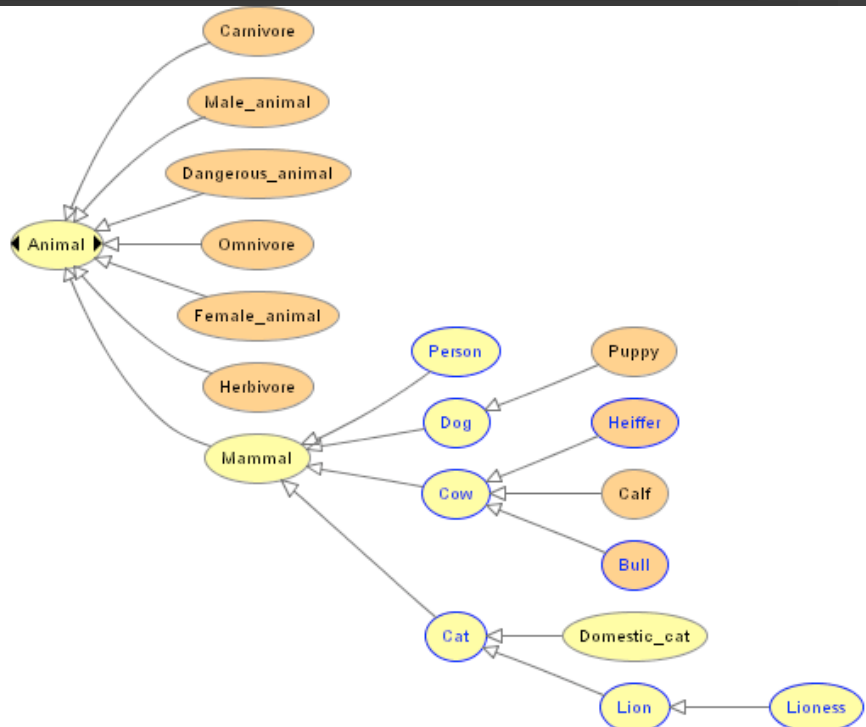 Carnivore
Male_animal
Dangerous_animal
Animal
Omnivore
Female_animal
Person
Puppy
Herbivore
Dog
Heiffer
Mammal
Cow
Calf
Bull
Cat
Domestic_cat
Lion
Lioness